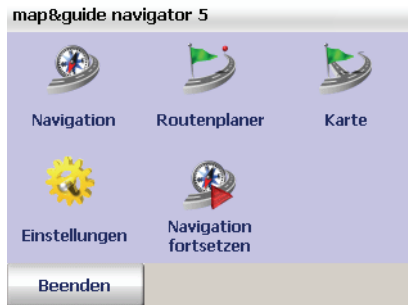 map&guide navigator 5
Navigation
Routenplaner
Karte
Einstellungen
Navigation
fortsetzen
Beenden